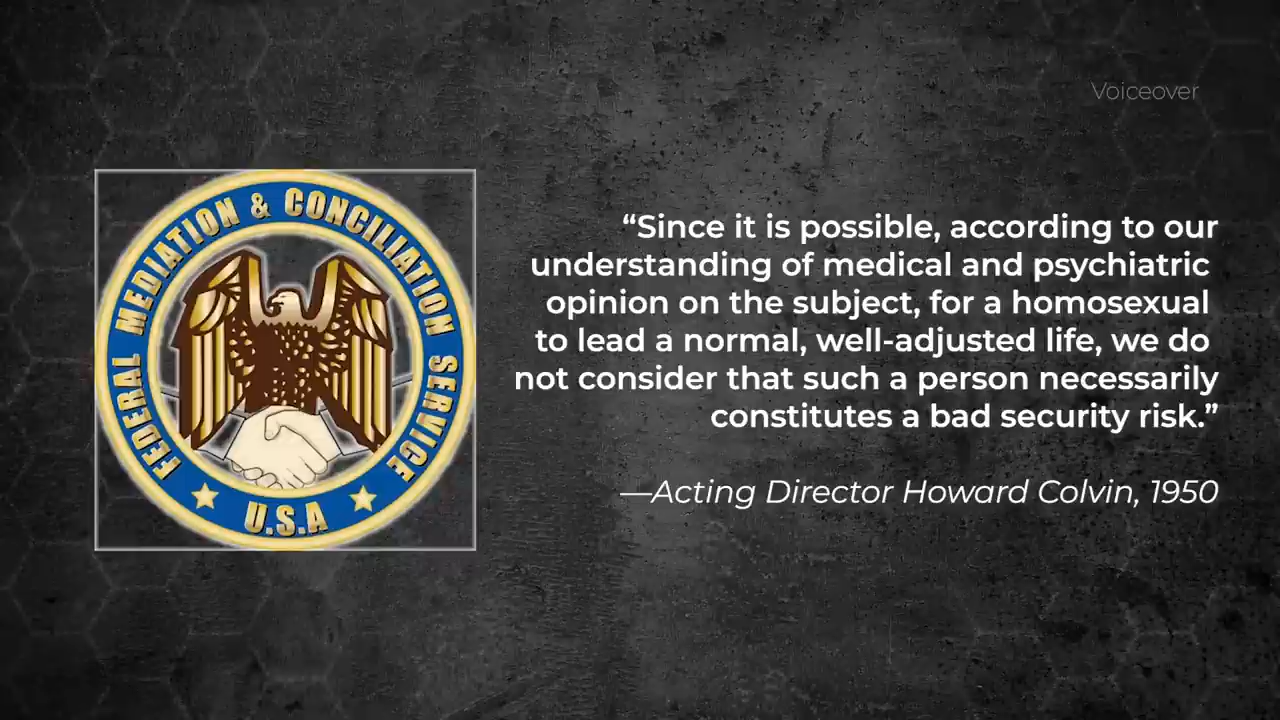 Voiceover
FEDERAL MEDIATION & CONCILIATION SERVICE
U.S.A
“Since it is possible, according to our
understanding of medical and psychiatric
opinion on the subject, for a homosexual
to lead a normal, well-adjusted life, we do
not consider that such a person necessarily
constitutes a bad security risk.”
—Acting Director Howard Colvin, 1950